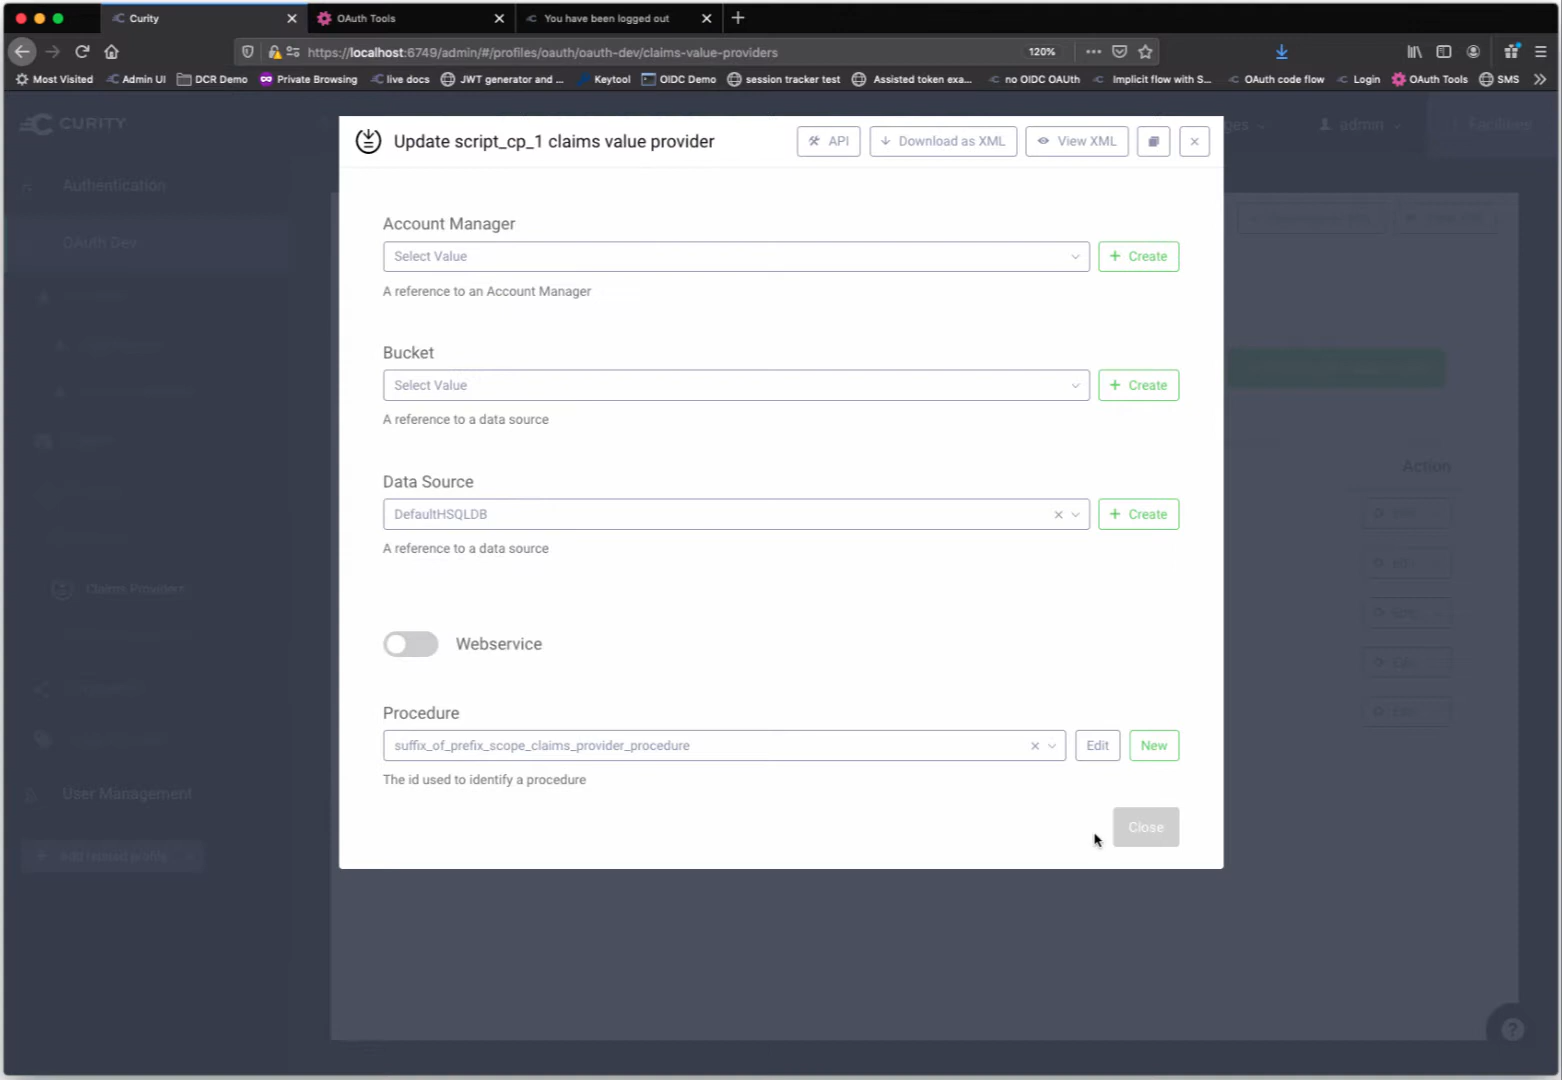 Curity
OAuth Tools
You have been logged out
https://localhost:6749/admin/#/profiles/oauth/oauth-dev/claims-value-providers
120%
Most Visited
Admin UI
DCR Demo
Private Browsing
live docs
JWT generator and ...
Keytool
OIDC Demo
session tracker test
Assisted token exa...
no OIDC OAUth
Implicit flow with S...
OAuth code flow
Login
OAuth Tools
SMS
CURITY
admin
Facilities
Authentication
OAuth Dev
Claims Providers
User Management
Action
Update script_cp_1 claims value provider
API
Download as XML
View XML
Account Manager
Select Value
+ Create
A reference to an Account Manager
Bucket
Select Value
+ Create
A reference to a data source
Data Source
DefaultHSQLDB
+ Create
A reference to a data source
Webservice
Procedure
suffix_of_prefix_scope_claims_provider_procedure
Edit
New
The id used to identify a procedure
Close